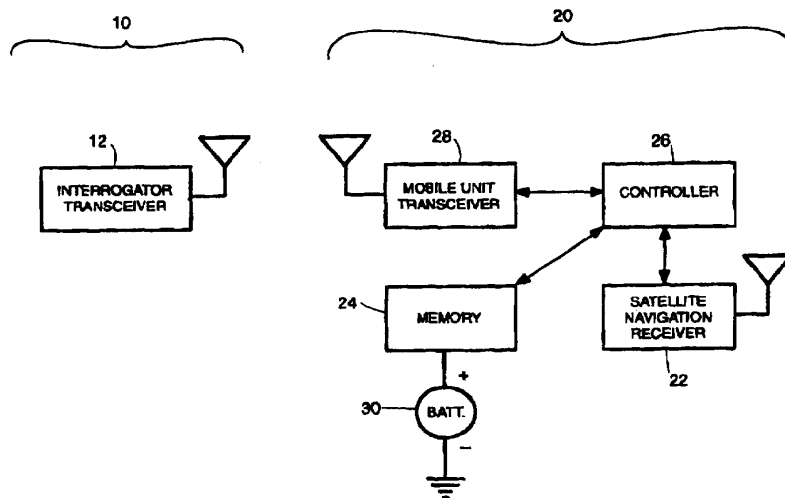 10
20
12
INTERROGATOR
TRANSCEIVER
28
MOBILE UNIT
TRANSCEIVER
26
CONTROLLER
24
MEMORY
SATELLITE
NAVIGATION
RECEIVER
22
+
30
BATT.
−